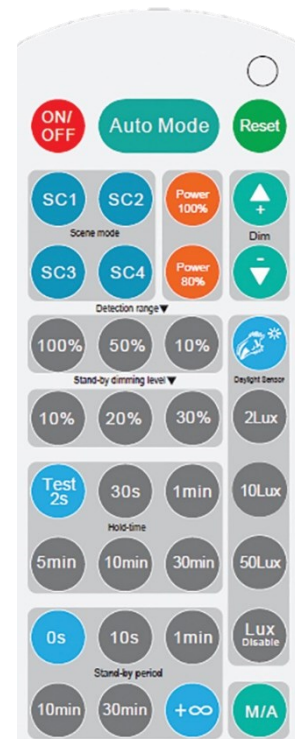 ON/
OFF
Auto Mode
Reset
SC1
SC2
Power
100%
+
Scene mode
Dim
SC3
SC4
Power
80%
-
Detection range▼
100%
50%
10%
Daylight Sensor
Stand-by dimming level▼
10%
20%
30%
2Lux
Test
2s
30s
1min
10Lux
Hold-time
5min
10min
30min
50Lux
0s
10s
1min
Lux
Disable
Stand-by period
10min
30min
+∞
M/A